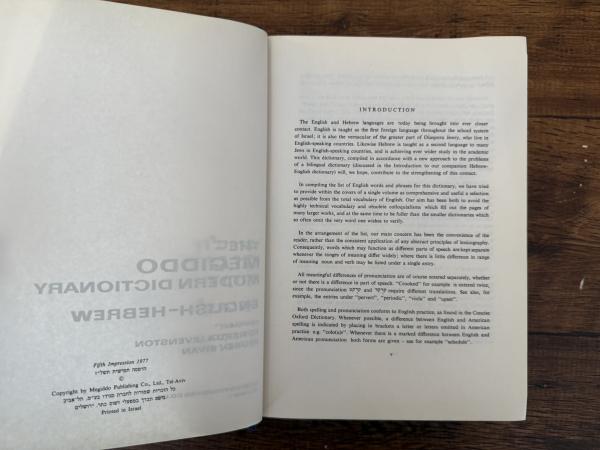 Fifth Impression 1977
הדפסה חמישית תשל״ז
©
Copyright by Megiddo Publishing Co., Ltd., Tel-Aviv
כל הזכויות שמורות לחברת מגידו בע״מ, תל־אביב
Printed in Israel
INTRODUCTION
The English and Hebrew languages are today being brought into ever closer
contact. English is taught as the first foreign language throughout the school system
of Israel; it is also the vernacular of the greater part of Diaspora Jewry, who live in
English-speaking countries. Likewise Hebrew is taught as a second language to many
Jews in English-speaking countries, and is achieving ever wider study in the academic
world. This dictionary, compiled in accordance with a new approach to the problems
of a bilingual dictionary (discussed in the Introduction to our companion Hebrew-
English dictionary) will, we hope, contribute to the strengthening of this contact.
In compiling the list of English words and phrases for this dictionary, we have tried
to provide within the covers of a single volume as comprehensive and useful a selection
as possible from the total vocabulary of English. Our aim has been both to avoid the
highly technical vocabulary and obsolete colloquialisms which fill out the pages of
many larger works, and at the same time to be fuller than the smaller dictionaries which
so often omit the very word one wishes to verify.
In the arrangement of the list, our main concern has been the convenience of the
reader, rather than the consistent application of any abstract principles of lexicography.
Consequently, words which may function as different parts of speech are kept separate
whenever the ranges of meaning differ widely; where there is little difference in range
of meaning noun and verb may be listed under a single entry.
All meaningful differences of pronunciation are of course entered separately, whether
or not there is a difference in part of speech. "Crooked" for example is entered twice,
since the pronunciation and require different translations. See also, for
example, the entries under "pervert", "periodic", "viola" and "upset".
Both spelling and pronunciation conform to English practice, as found in the Concise
Oxford Dictionary. Whenever possible, a difference between English and American
spelling is indicated by placing in brackets a letter or letters omitted in American
practice e.g. "colo(u)r". Whenever there is a marked difference between English and
American pronunciation both forms are given – see for example "schedule".
v
MEGIDDO
MODERN DICTIONARY
ENGLISH-HEBREW